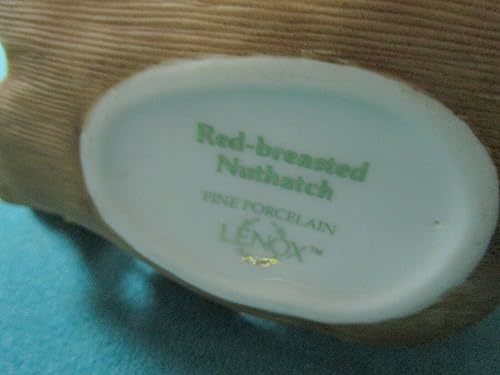 Red-breasted
Nuthatch
FINE PORCELAIN
LENOX™